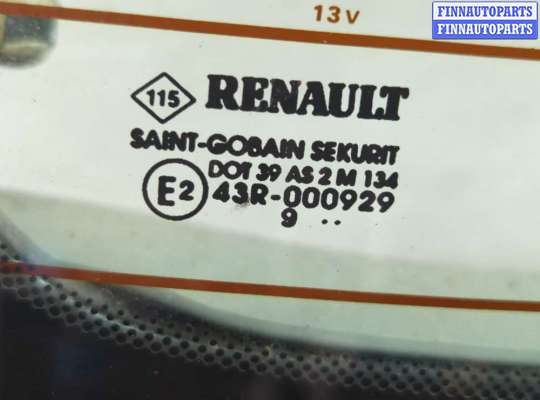 13V
FINNAUTOPARTS
FINNAUTOPARTS
115 RENAULT
SAINT-GOBAIN SEKURIT
DOT 39 AS 2 M 134
E2 43R-000929
9 ..